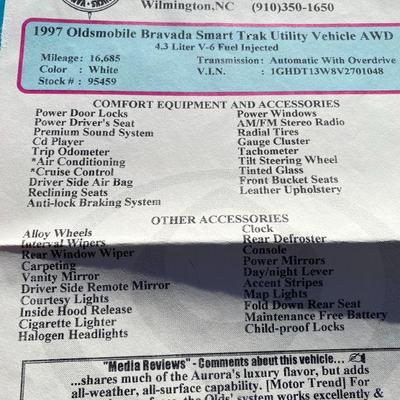 Wilmington,NC (910)350-1650
1997 Oldsmobile Bravada Smart Trak Utility Vehicle AWD
4.3 Liter V-6 Fuel Injected
Mileage: 16,685 Transmission: Automatic With Overdrive
Color : White V.I.N. : 1GHDT13W8V2701048
Stock # : 95459
COMFORT EQUIPMENT AND ACCESSORIES
Power Door Locks Power Windows
Power Driver's Seat AM/FM Stereo Radio
Premium Sound System Radial Tires
Cd Player Gauge Cluster
Trip Odometer Tachometer
*Air Conditioning Tilt Steering Wheel
*Cruise Control Tinted Glass
Driver Side Air Bag Front Bucket Seats
Reclining Seats Leather Upholstery
Anti-lock Braking System
OTHER ACCESSORIES
Alloy Wheels Clock
Interval Wipers Rear Defroster
Rear Window Wiper Console
Carpeting Power Mirrors
Vanity Mirror Day/night Lever
Driver Side Remote Mirror Accent Stripes
Courtesy Lights Map Lights
Inside Hood Release Fold Down Rear Seat
Cigarette Lighter Maintenance Free Battery
Halogen Headlights Child-proof Locks
"Media Reviews" - Comments about this vehicle...
...shares much of the Aurora's luxury flavor, but adds
all-weather, all-surface capability. [Motor Trend] For
the Olds' system works excellently &